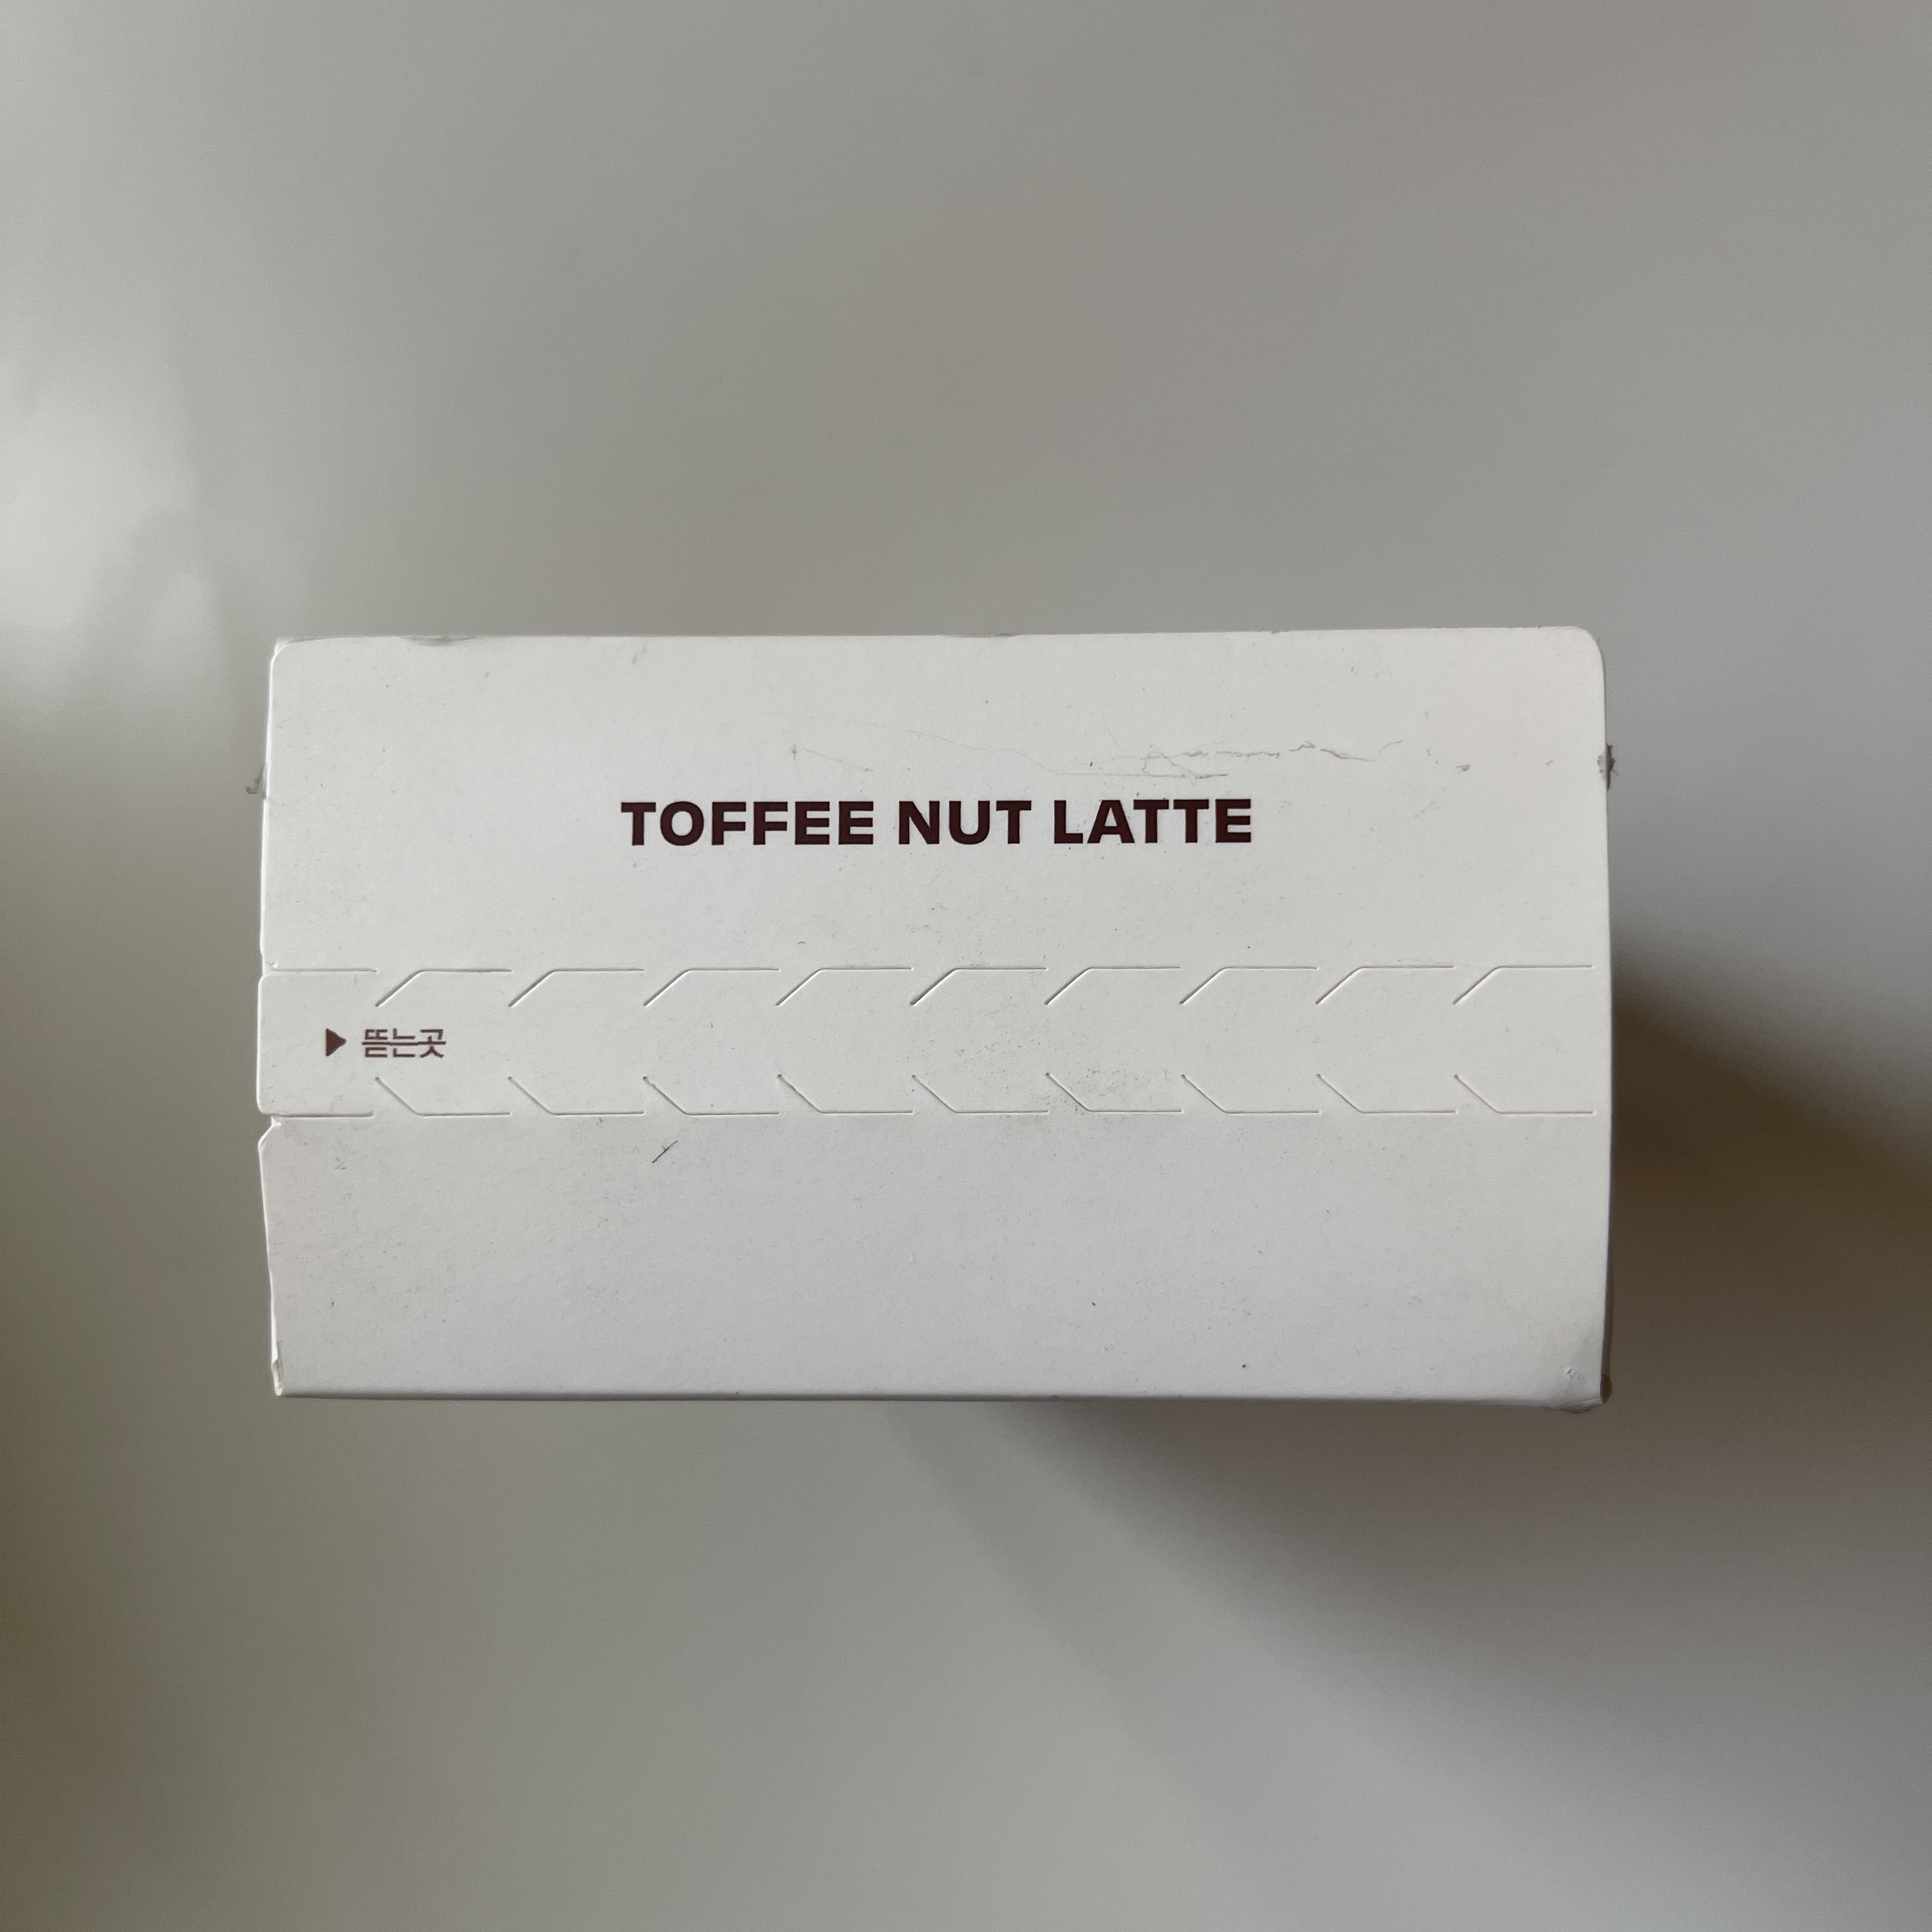 TOFFEE NUT LATTE
▶ 뜯는곳